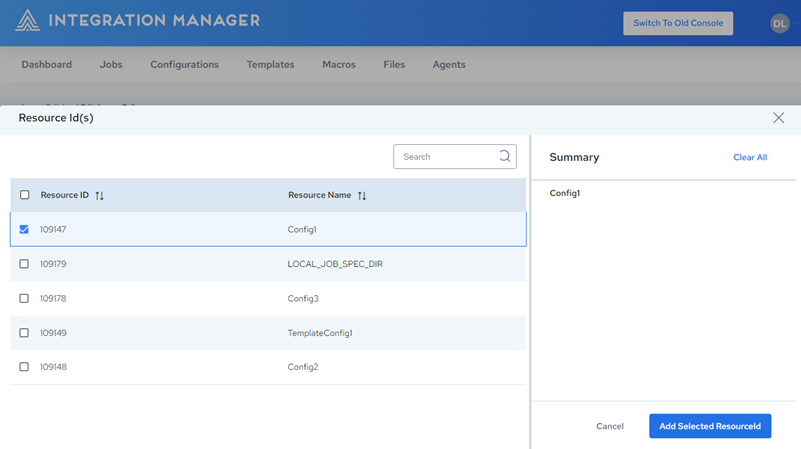 INTEGRATION MANAGER
Switch To Old Console
DL
Dashboard Jobs Configurations Templates Macros Files Agents
Resource Id(s)
Search
Summary
Clear All
Resource ID Resource Name
Config1
109147 Config1
109179 LOCAL_JOB_SPEC_DIR
109178 Config3
109149 TemplateConfig1
109148 Config2
Cancel
Add Selected ResourceId